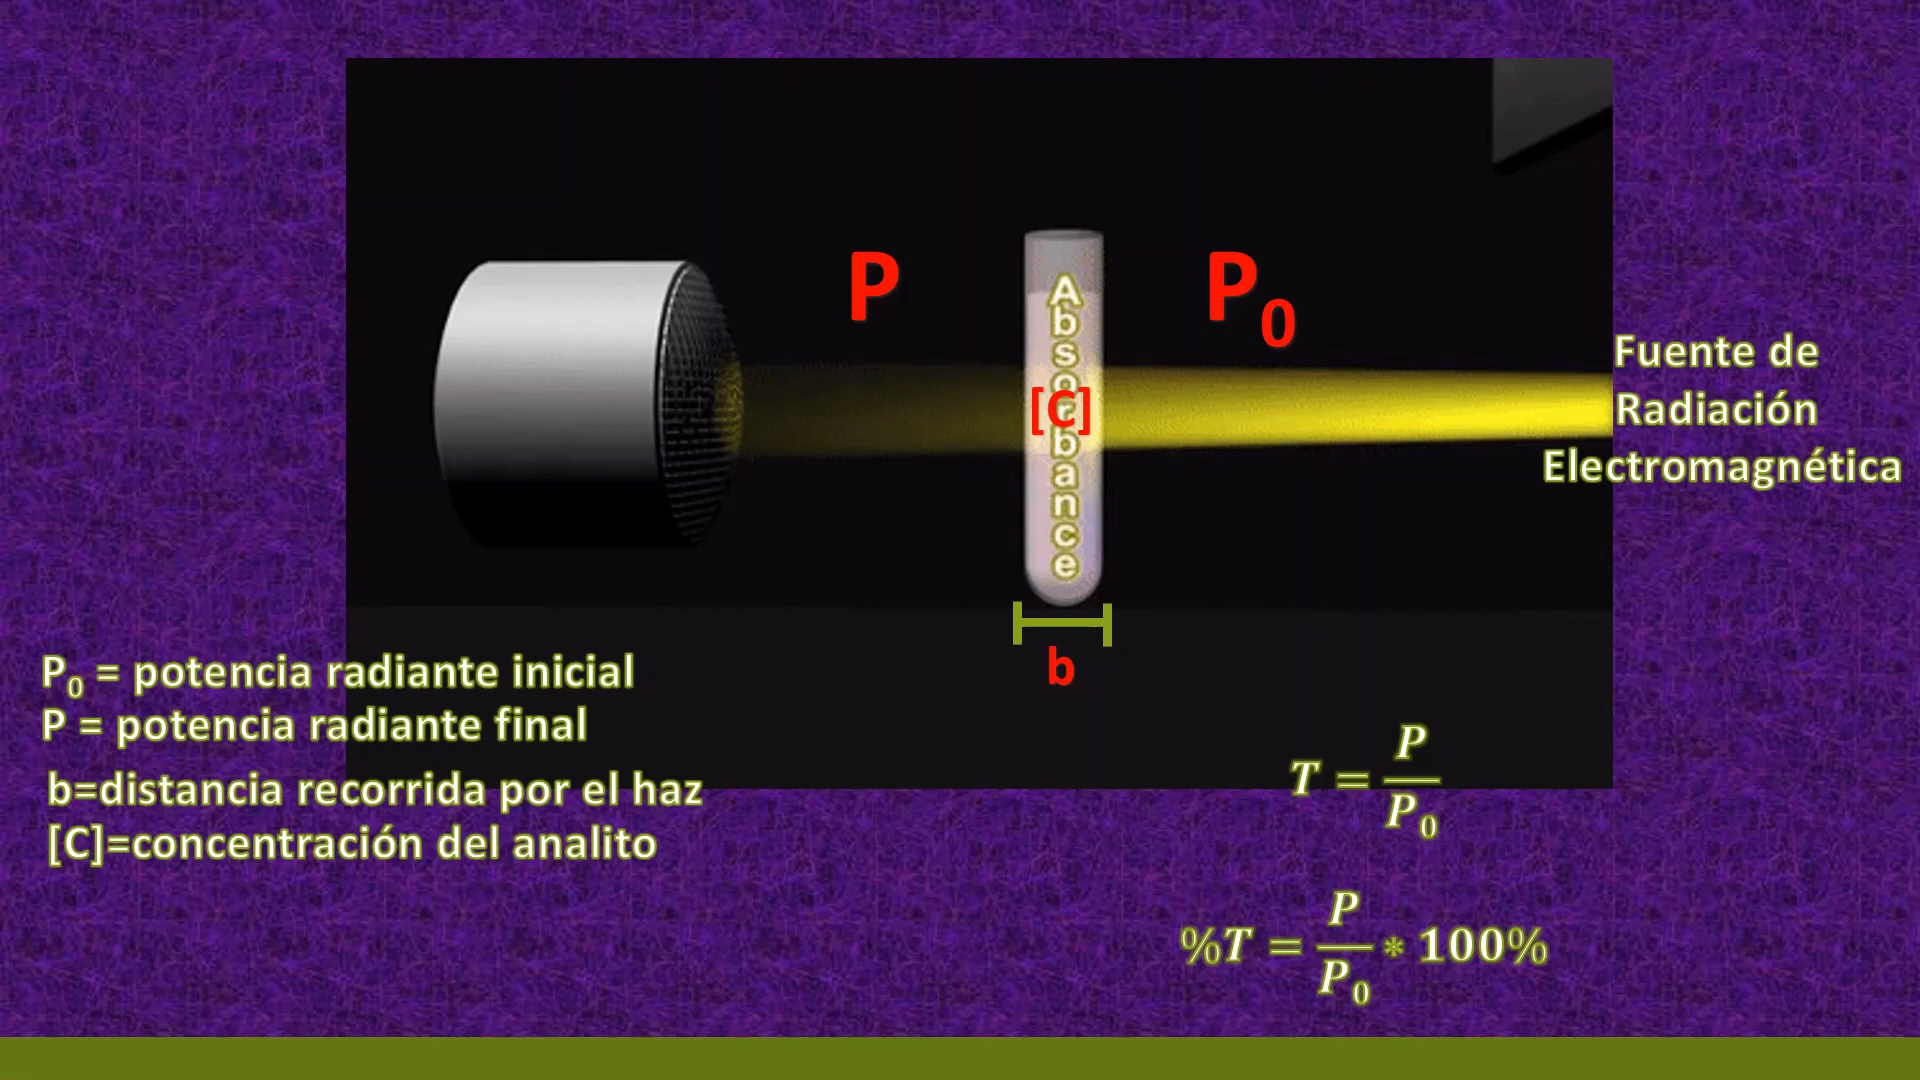 P
P₀
Absorbance
[C]
Fuente de
Radiación
Electromagnética
b
P₀ = potencia radiante inicial
P = potencia radiante final
b=distancia recorrida por el haz
[C]=concentración del analito
T = P/P₀
%T = P/P₀ * 100%